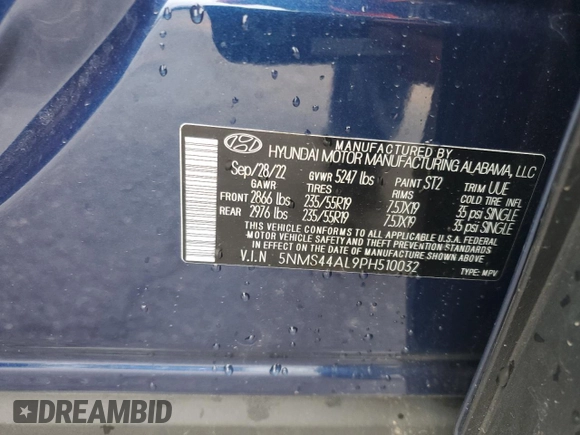 MANUFACTURED BY
HYUNDAI MOTOR MANUFACTURING ALABAMA, LLC
Sep/28/22 GVWR 5247 lbs PAINT ST2 TRIM UUE
GAWR TIRES RIMS COLD TIRE INFL
FRONT 2866 lbs 235/55R19 7.5JX19 35 psi SINGLE
REAR 2976 lbs 235/55R19 7.5JX19 35 psi SINGLE
THIS VEHICLE CONFORMS TO ALL APPLICABLE U.S.A FEDERAL
MOTOR VEHICLE SAFETY AND THEFT PREVENTION STANDARDS
IN EFFECT ON THE DATE OF MANUFACTURE SHOWN ABOVE.
V.I.N 5NMS44AL9PH510032 TYPE: MPV
DREAMBID